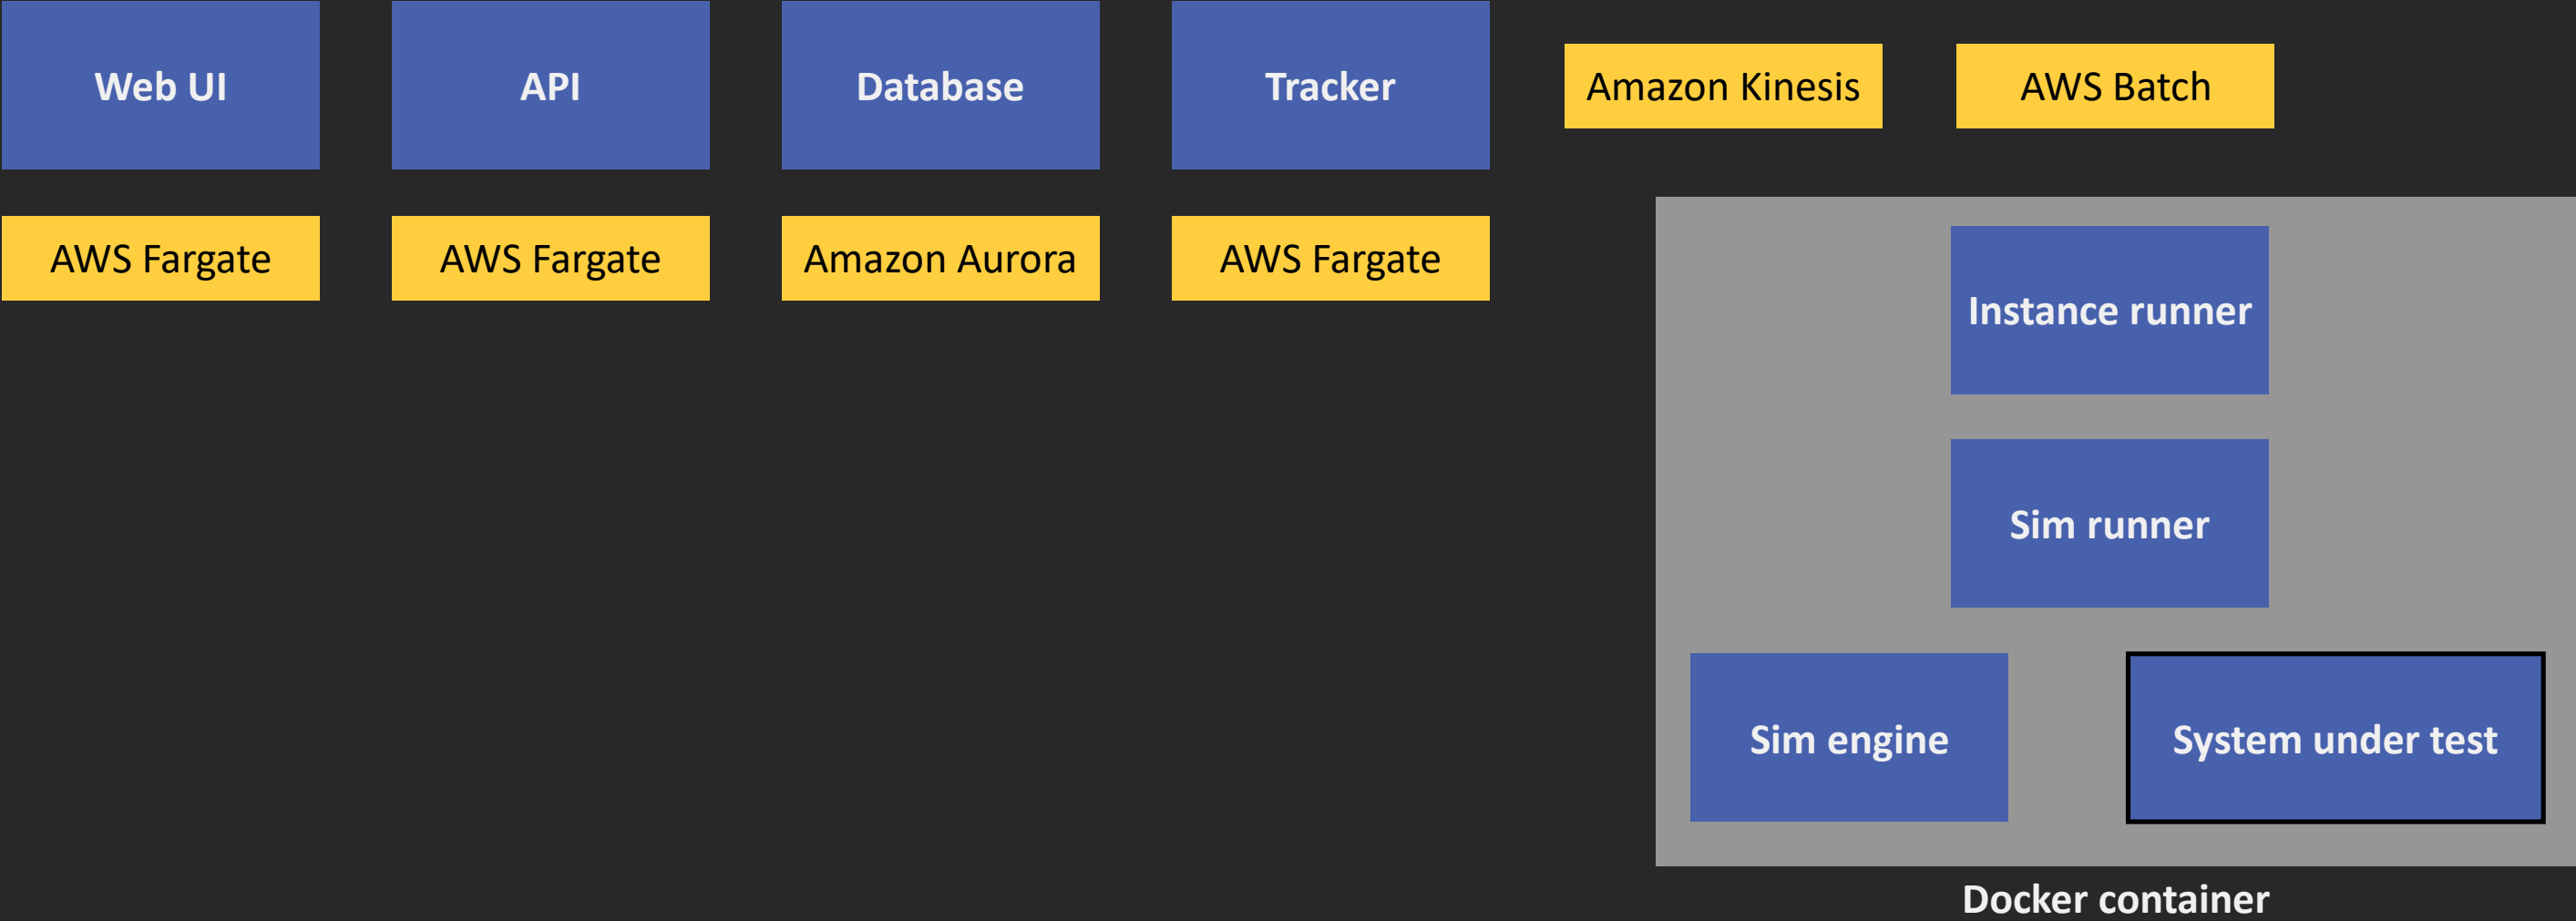 Web UI
API
Database
Tracker
Amazon Kinesis
AWS Batch
AWS Fargate
AWS Fargate
Amazon Aurora
AWS Fargate
Instance runner
Sim runner
Sim engine
System under test
Docker container